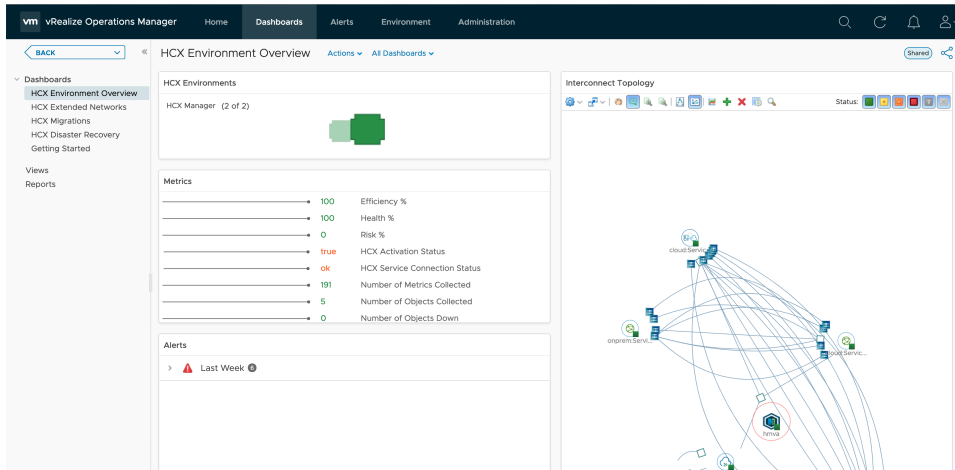 vm vRealize Operations Manager Home Dashboards Alerts Environment Administration
BACK
HCX Environment Overview Actions All Dashboards Shared
Dashboards
HCX Environment Overview
HCX Extended Networks
HCX Migrations
HCX Disaster Recovery
Getting Started
Views
Reports
HCX Environments
HCX Manager (2 of 2)
Metrics
100 Efficiency %
100 Health %
0 Risk %
true HCX Activation Status
ok HCX Service Connection Status
191 Number of Metrics Collected
5 Number of Objects Collected
0 Number of Objects Down
Alerts
Last Week 6
Interconnect Topology
Status:
cloud:Servic...
onprem:Servi...
cloud:Servic...
hmva